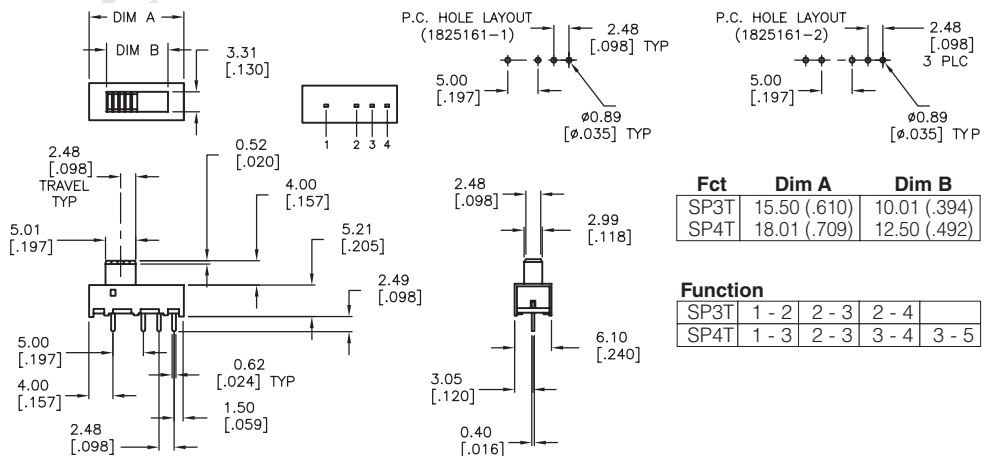 DIM A
DIM B
3.31
[.130]
1 2 3 4
P.C. HOLE LAYOUT
(1825161-1)
2.48
[.098] TYP
5.00
[.197]
ø0.89
[ø.035] TYP
P.C. HOLE LAYOUT
(1825161-2)
2.48
[.098]
3 PLC
5.00
[.197]
ø0.89
[ø.035] TYP
2.48
[.098]
TRAVEL
TYP
0.52
[.020]
4.00
[.157]
5.01
[.197]
5.21
[.205]
2.49
[.098]
5.00
[.197]
4.00
[.157]
0.62
[.024] TYP
1.50
[.059]
2.48
[.098]
2.48
[.098]
2.99
[.118]
6.10
[.240]
3.05
[.120]
0.40
[.016]
Fct Dim A Dim B
SP3T 15.50 (.610) 10.01 (.394)
SP4T 18.01 (.709) 12.50 (.492)
Function
SP3T 1 - 2 2 - 3 2 - 4
SP4T 1 - 3 2 - 3 3 - 4 3 - 5